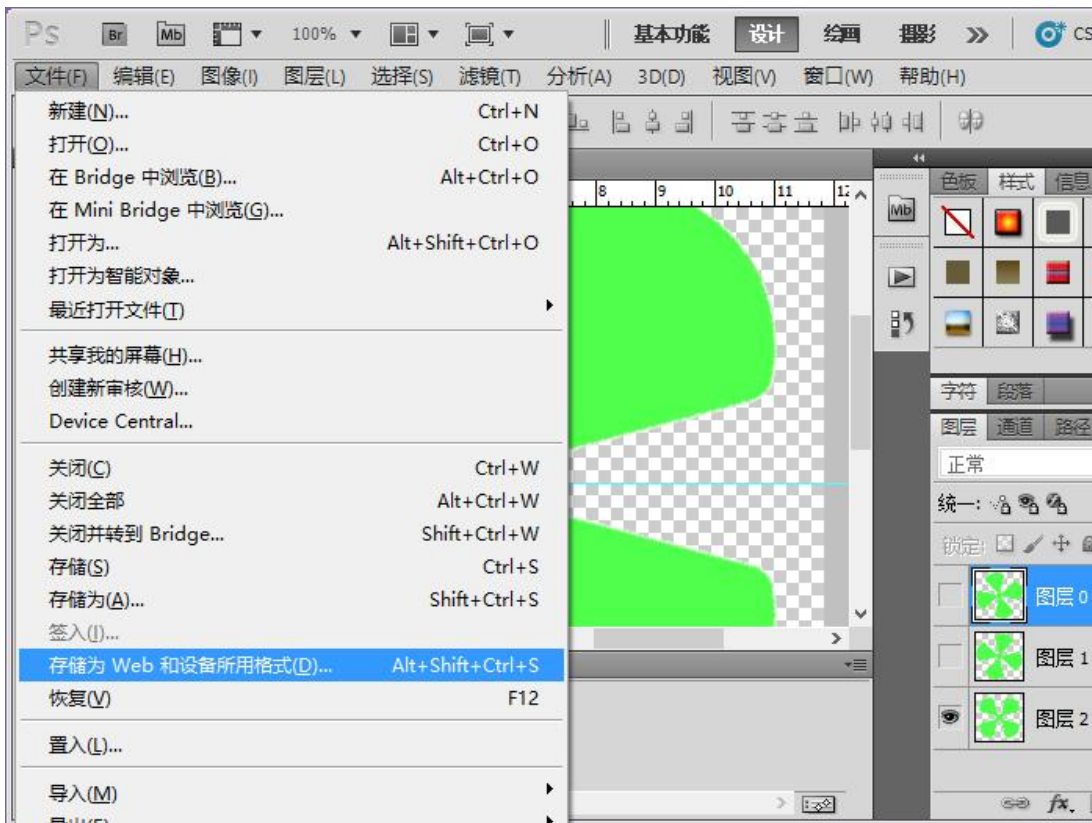 Ps Br Mb 100% 基本功能 设计 绘画 摄影 CS
文件(F) 编辑(E) 图像(I) 图层(L) 选择(S) 滤镜(T) 分析(A) 3D(D) 视图(V) 窗口(W) 帮助(H)
新建(N)... Ctrl+N
打开(O)... Ctrl+O
在 Bridge 中浏览(B)... Alt+Ctrl+O
在 Mini Bridge 中浏览(G)...
打开为... Alt+Shift+Ctrl+O
打开为智能对象...
最近打开文件(T)
共享我的屏幕(H)...
创建新审核(W)...
Device Central...
关闭(C) Ctrl+W
关闭全部 Alt+Ctrl+W
关闭并转到 Bridge... Shift+Ctrl+W
存储(S) Ctrl+S
存储为(A)... Shift+Ctrl+S
签入(I)...
存储为 Web 和设备所用格式(D)... Alt+Shift+Ctrl+S
恢复(V) F12
置入(L)...
导入(M)
8 9 10 11 12
Mb
色板 样式 信息
字符 段落
图层 通道 路径
正常
统一:
锁定:
图层 0
图层 1
图层 2
fx.